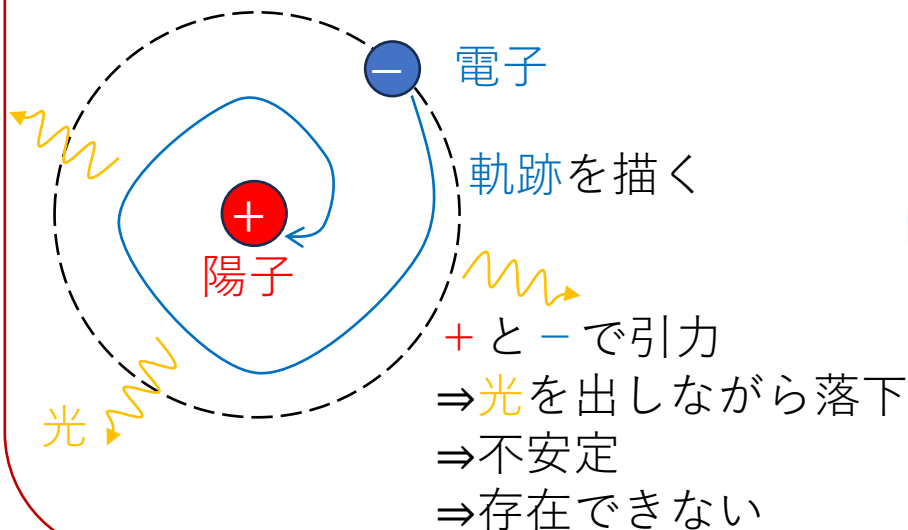 −
電子
軌跡を描く
+
陽子
+と−で引力
⇒光を出しながら落下
光
⇒不安定
⇒存在できない